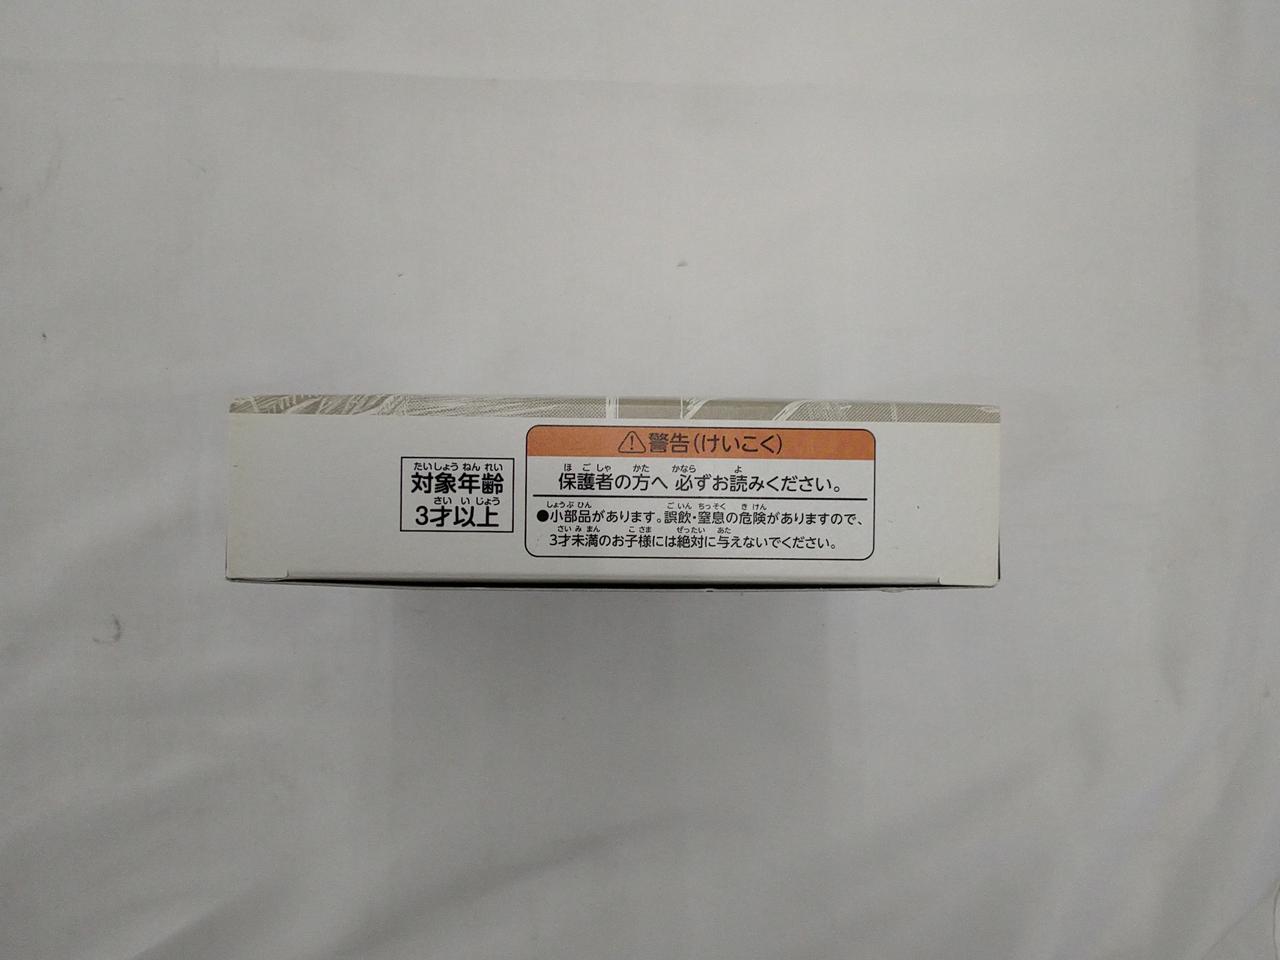 たいしょう ねん れい
対象年齢
さい い じょう
3才以上
⚠警告(けいこく)
ほ ご しゃ かた かなら よ
保護者の方へ 必ずお読みください。
しょうぶ ひん ご いん ちっそく き けん
●小部品があります。誤飲・窒息の危険がありますので、
さい み まん こ さま ぜったい あた
3才未満のお子様には絶対に与えないでください。